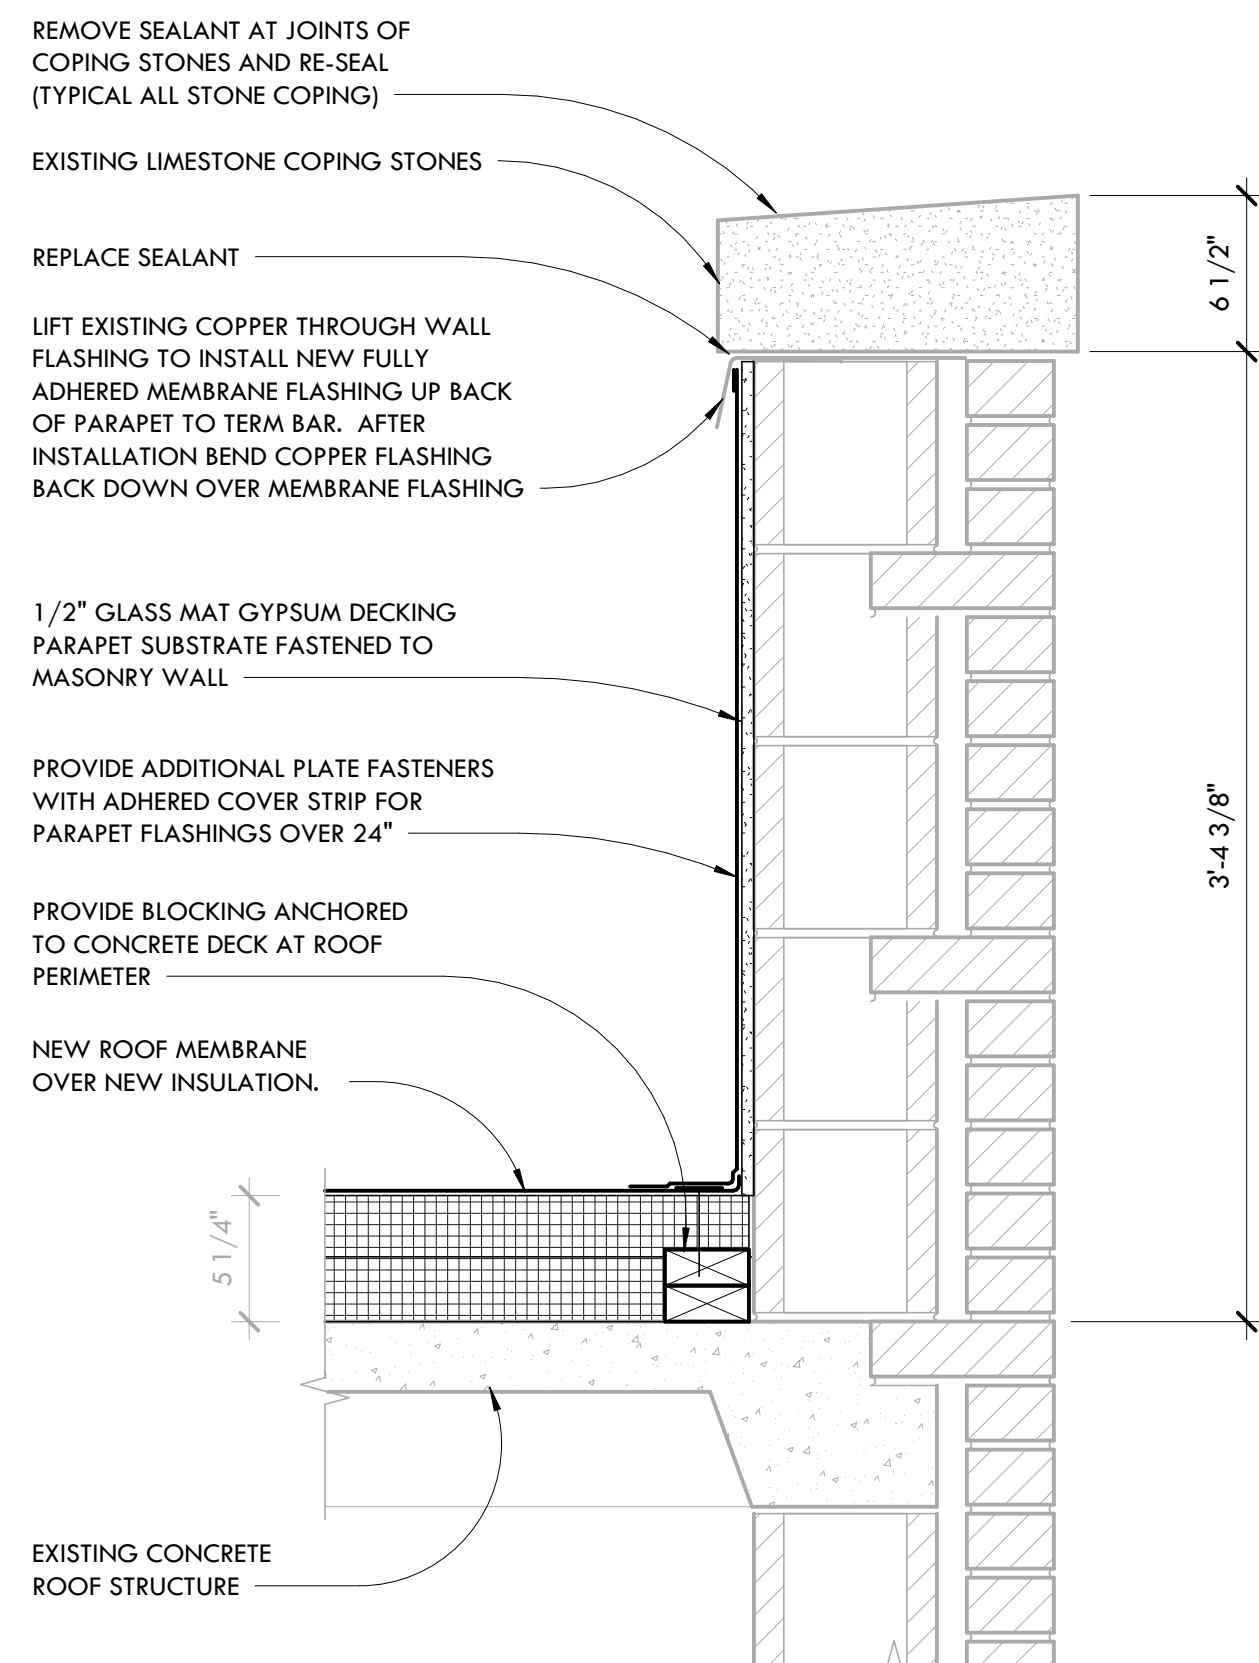 REMOVE SEALANT AT JOINTS OF
COPING STONES AND RE-SEAL
(TYPICAL ALL STONE COPING)
EXISTING LIMESTONE COPING STONES
REPLACE SEALANT
LIFT EXISTING COPPER THROUGH WALL
FLASHING TO INSTALL NEW FULLY
ADHERED MEMBRANE FLASHING UP BACK
OF PARAPET TO TERM BAR.  AFTER
INSTALLATION BEND COPPER FLASHING
BACK DOWN OVER MEMBRANE FLASHING
1/2" GLASS MAT GYPSUM DECKING
PARAPET SUBSTRATE FASTENED TO
MASONRY WALL
PROVIDE ADDITIONAL PLATE FASTENERS
WITH ADHERED COVER STRIP FOR
PARAPET FLASHINGS OVER 24"
PROVIDE BLOCKING ANCHORED
TO CONCRETE DECK AT ROOF
PERIMETER
NEW ROOF MEMBRANE
OVER NEW INSULATION.
5 1/4"
EXISTING CONCRETE
ROOF STRUCTURE
6 1/2"
3'-4 3/8"